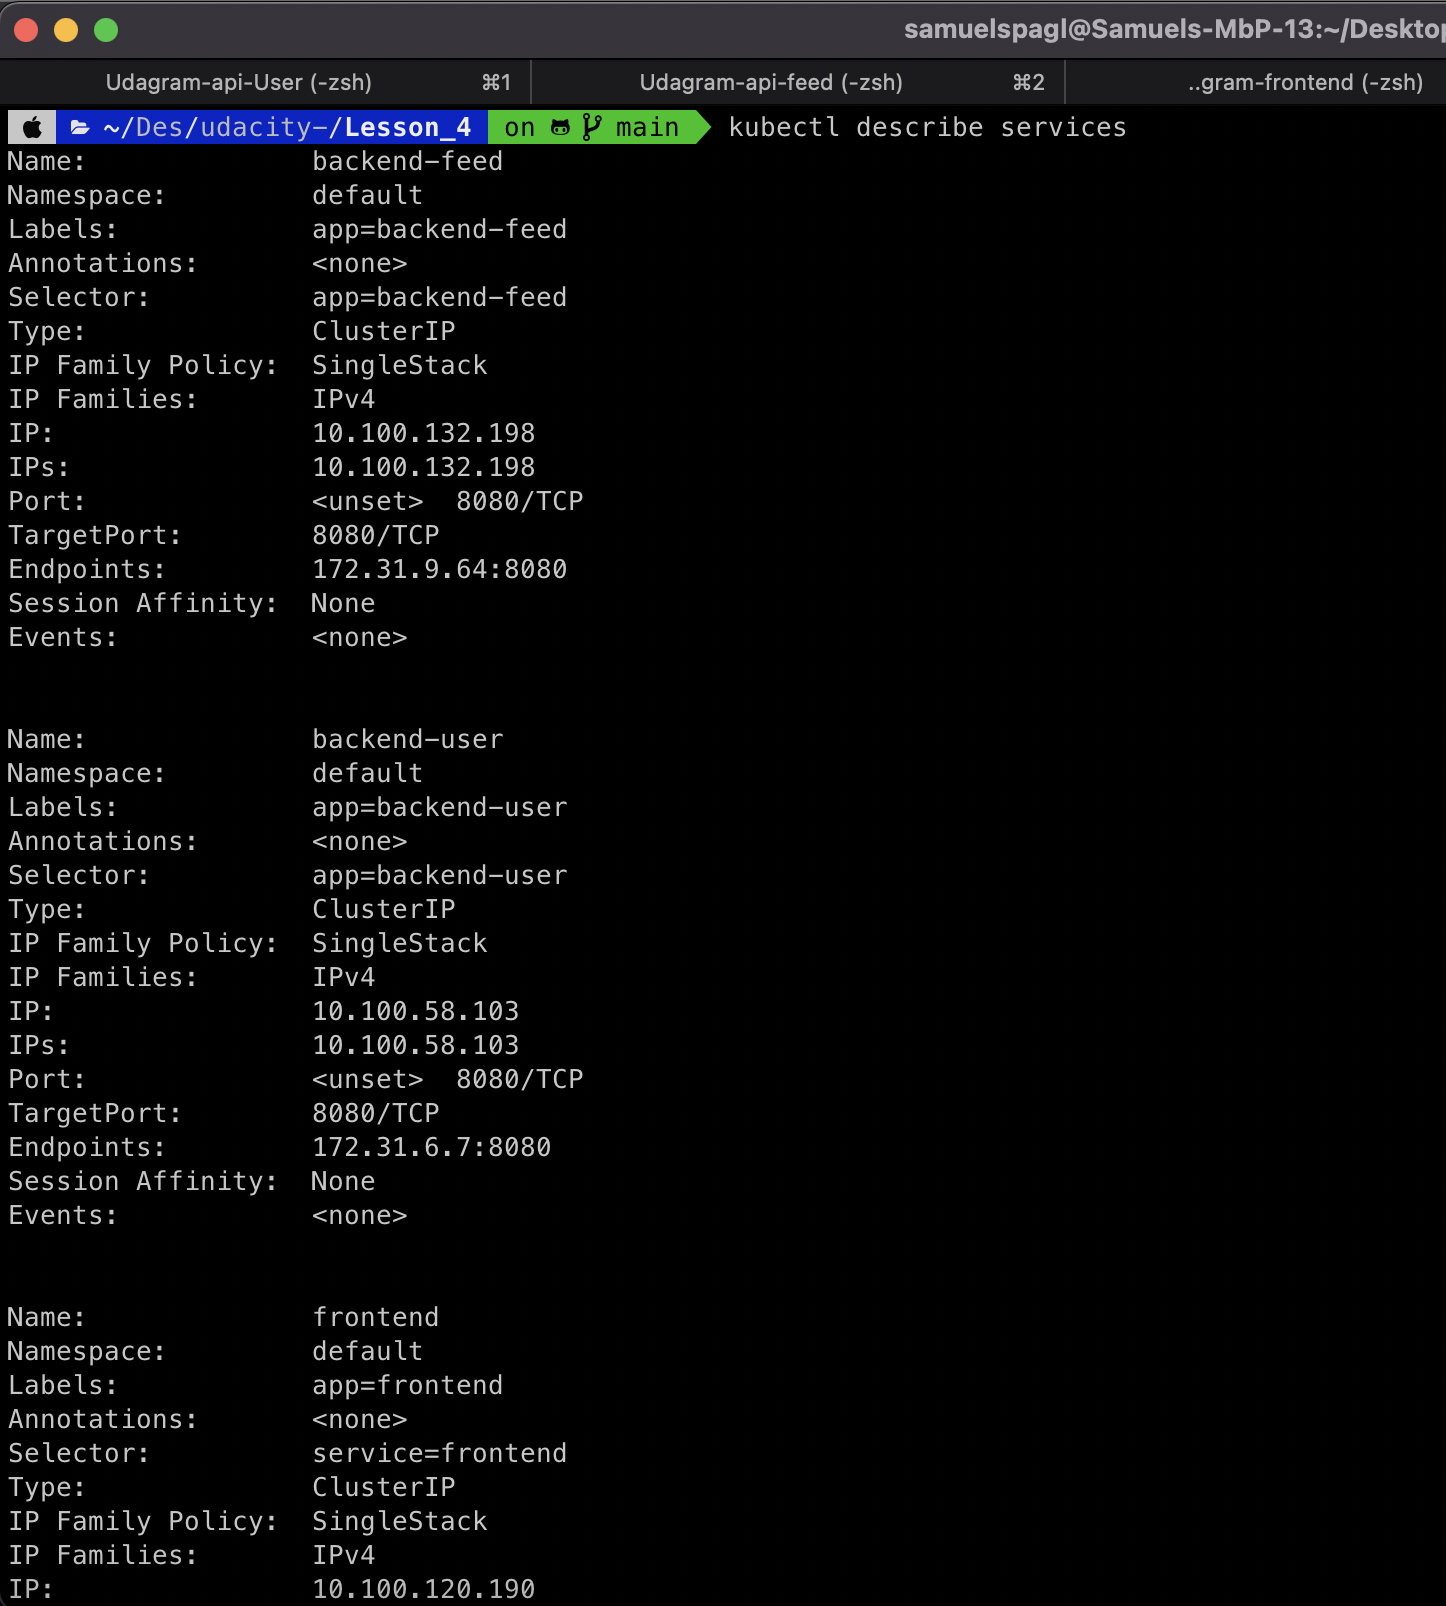 samuelspagl@Samuels-MbP-13:~/Desktop
Udagram-api-User (-zsh) ⌘1 Udagram-api-feed (-zsh) ⌘2 ..gram-frontend (-zsh)
~/Des/udacity-/Lesson_4 on main kubectl describe services
Name: backend-feed
Namespace: default
Labels: app=backend-feed
Annotations: <none>
Selector: app=backend-feed
Type: ClusterIP
IP Family Policy: SingleStack
IP Families: IPv4
IP: 10.100.132.198
IPs: 10.100.132.198
Port: <unset> 8080/TCP
TargetPort: 8080/TCP
Endpoints: 172.31.9.64:8080
Session Affinity: None
Events: <none>
Name: backend-user
Namespace: default
Labels: app=backend-user
Annotations: <none>
Selector: app=backend-user
Type: ClusterIP
IP Family Policy: SingleStack
IP Families: IPv4
IP: 10.100.58.103
IPs: 10.100.58.103
Port: <unset> 8080/TCP
TargetPort: 8080/TCP
Endpoints: 172.31.6.7:8080
Session Affinity: None
Events: <none>
Name: frontend
Namespace: default
Labels: app=frontend
Annotations: <none>
Selector: service=frontend
Type: ClusterIP
IP Family Policy: SingleStack
IP Families: IPv4
IP: 10.100.120.190